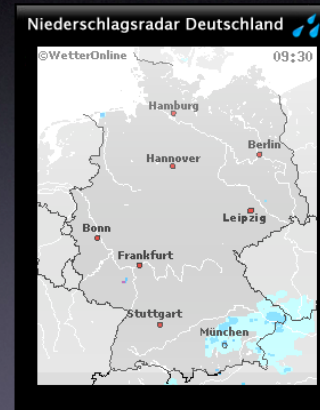 Niederschlagsradar Deutschland
©WetterOnline 09:30
Hamburg
Berlin
Hannover
Leipzig
Bonn
Frankfurt
Stuttgart
München